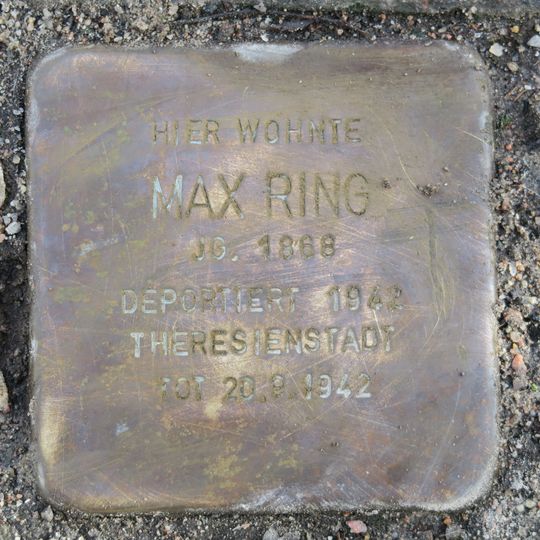 HIER WOHNTE
MAX RING
JG. 1868
DEPORTIERT 1942
THERESIENSTADT
TOT 20.9.1942